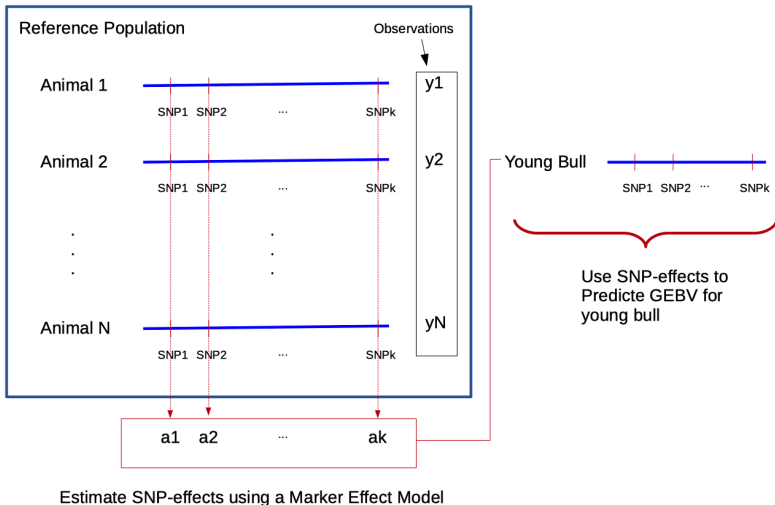 Reference Population
Observations
Animal 1
y1
SNP1 SNP2 ... SNPk
Animal 2
y2
SNP1 SNP2 ... SNPk
Young Bull
SNP1 SNP2 ... SNPk
Use SNP-effects to
Predicte GEBV for
young bull
Animal N
yN
SNP1 SNP2 ... SNPk
a1 a2 ... ak
Estimate SNP-effects using a Marker Effect Model